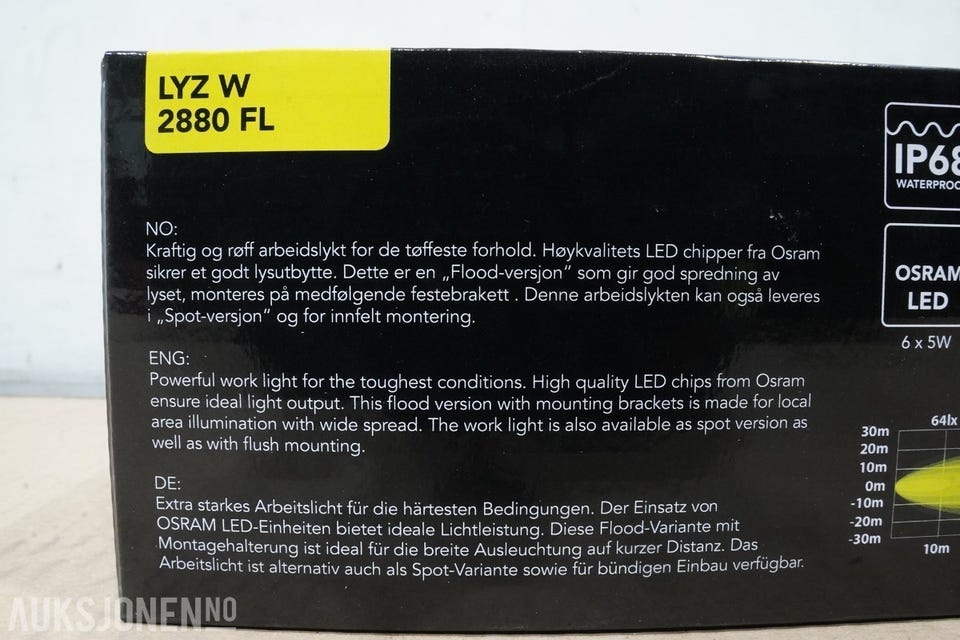 LYZ W
2880 FL
IP68
WATERPROO
NO:
Kraftig og røff arbeidslykt for de tøffeste forhold. Høykvalitets LED chipper fra Osram
sikrer et godt lysutbytte. Dette er en „Flood-versjon" som gir god spredning av
lyset, monteres på medfølgende festebrakett . Denne arbeidslykten kan også leveres
i „Spot-versjon" og for innfelt montering.
OSRAM
LED
6 x 5W
ENG:
Powerful work light for the toughest conditions. High quality LED chips from Osram
ensure ideal light output. This flood version with mounting brackets is made for local
area illumination with wide spread. The work light is also available as spot version as
well as with flush mounting.
DE:
Extra starkes Arbeitslicht für die härtesten Bedingungen. Der Einsatz von
OSRAM LED-Einheiten bietet ideale Lichtleistung. Diese Flood-Variante mit
Montagehalterung ist ideal für die breite Ausleuchtung auf kurzer Distanz. Das
Arbeitslicht ist alternativ auch als Spot-Variante sowie für bündigen Einbau verfügbar.
64lx
30m
20m
10m
0m
-10m
-20m
-30m
10m
AUKSJONEN NO